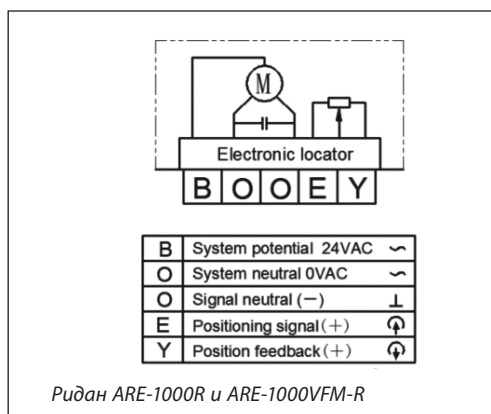 M
Electronic locator
B O O E Y
B System potential 24VAC ∽
O System neutral 0VAC ∽
O Signal neutral (−) ⊥
E Positioning signal (+)
Y Position feedback (+)
Ридан ARE-1000R и ARE-1000VFM-R